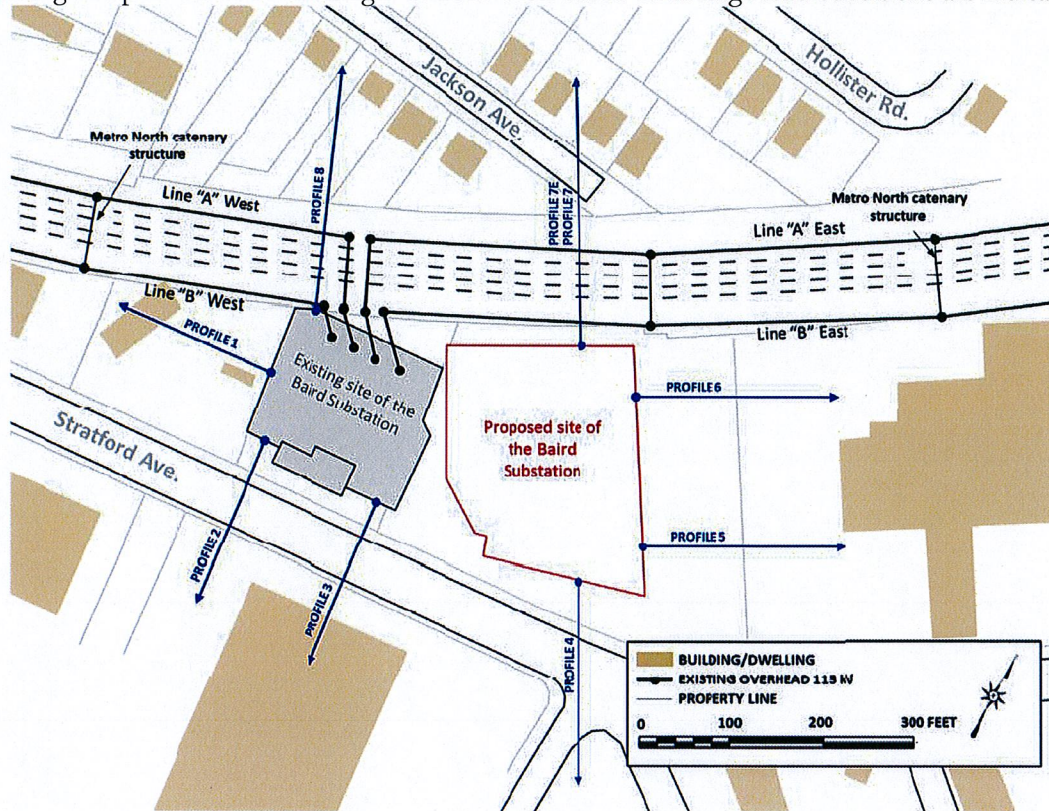 Jackson Ave.
Hollister Rd.
Metro North catenary
structure
PROFILE 8
PROFILE 7E
PROFILE 7
Metro North catenary
structure
Line "A" West
Line "A" East
Line "B" West
Line "B" East
PROFILE 1
Existing site of the
Baird Substation
PROFILE 6
Proposed site of
the Baird
Substation
Stratford Ave.
PROFILE 2
PROFILE 3
PROFILE 5
PROFILE 4
BUILDING/DWELLING
EXISTING OVERHEAD 115 kV
PROPERTY LINE
0 100 200 300 FEET